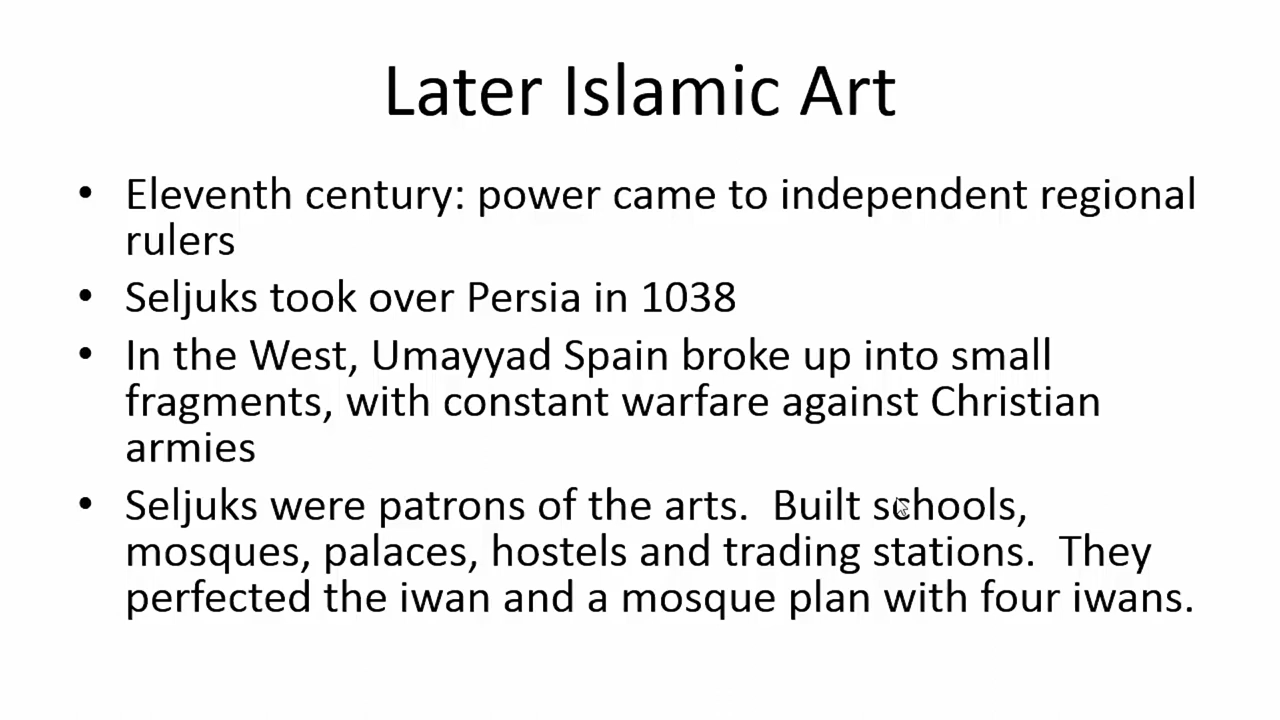 Later Islamic Art
• Eleventh century: power came to independent regional
rulers
• Seljuks took over Persia in 1038
• In the West, Umayyad Spain broke up into small
fragments, with constant warfare against Christian
armies
• Seljuks were patrons of the arts.  Built schools,
mosques, palaces, hostels and trading stations.  They
perfected the iwan and a mosque plan with four iwans.